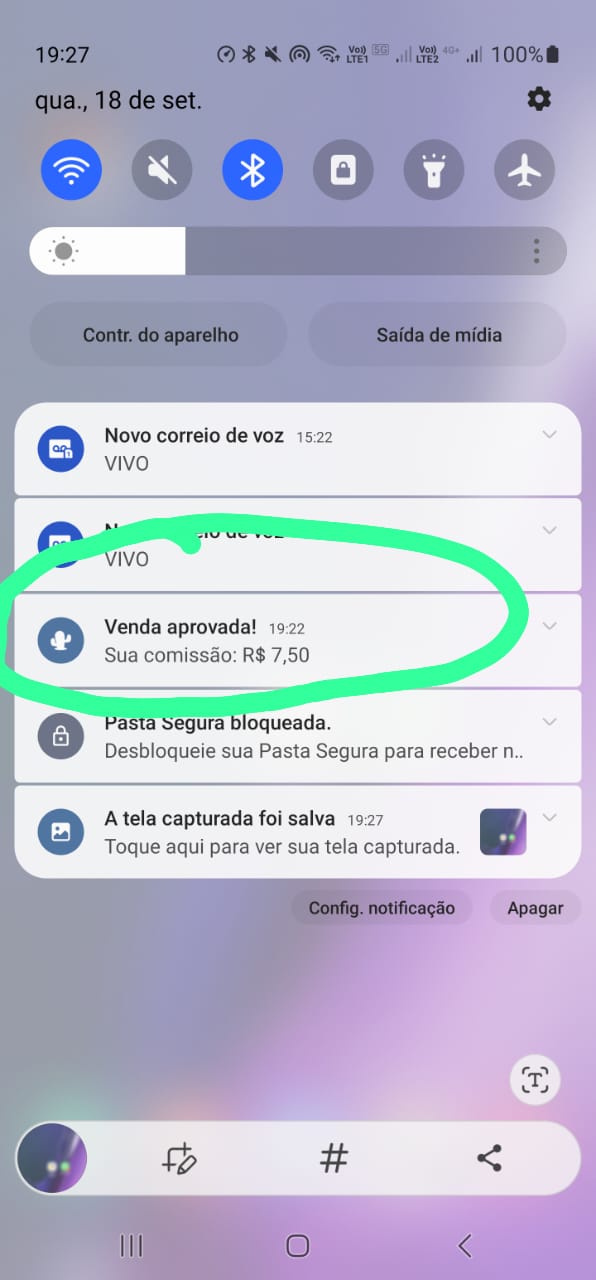 19:27
Vo))
LTE1
5G
Vo))
LTE2
4G+
100%
qua., 18 de set.
Contr. do aparelho
Saída de mídia
Novo correio de voz 15:22
VIVO
VIVO
Venda aprovada! 19:22
Sua comissão: R$ 7,50
Pasta Segura bloqueada.
Desbloqueie sua Pasta Segura para receber n..
A tela capturada foi salva 19:27
Toque aqui para ver sua tela capturada.
Config. notificação
Apagar
T
#